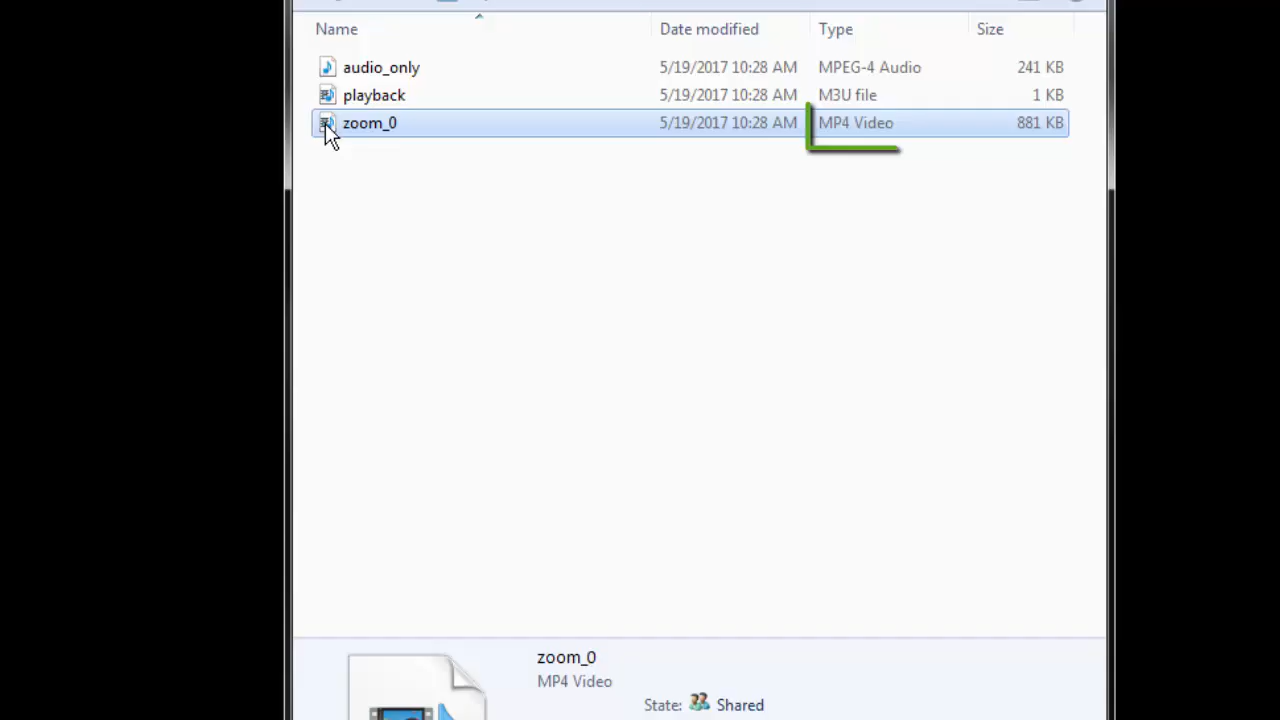 Name Date modified Type Size
audio_only 5/19/2017 10:28 AM MPEG-4 Audio 241 KB
playback 5/19/2017 10:28 AM M3U file 1 KB
zoom_0 5/19/2017 10:28 AM MP4 Video 881 KB
zoom_0
MP4 Video
State: Shared